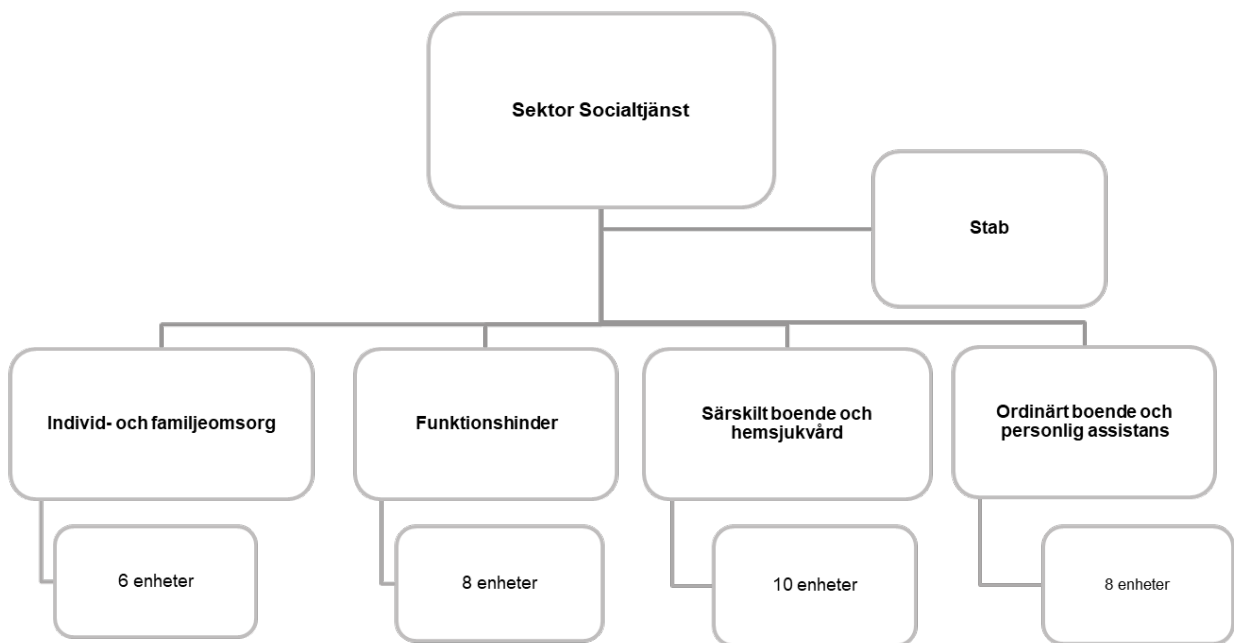 Sektor Socialtjänst
Stab
Individ- och familjeomsorg
Funktionshinder
Särskilt boende och
hemsjukvård
Ordinärt boende och
personlig assistans
6 enheter
8 enheter
10 enheter
8 enheter